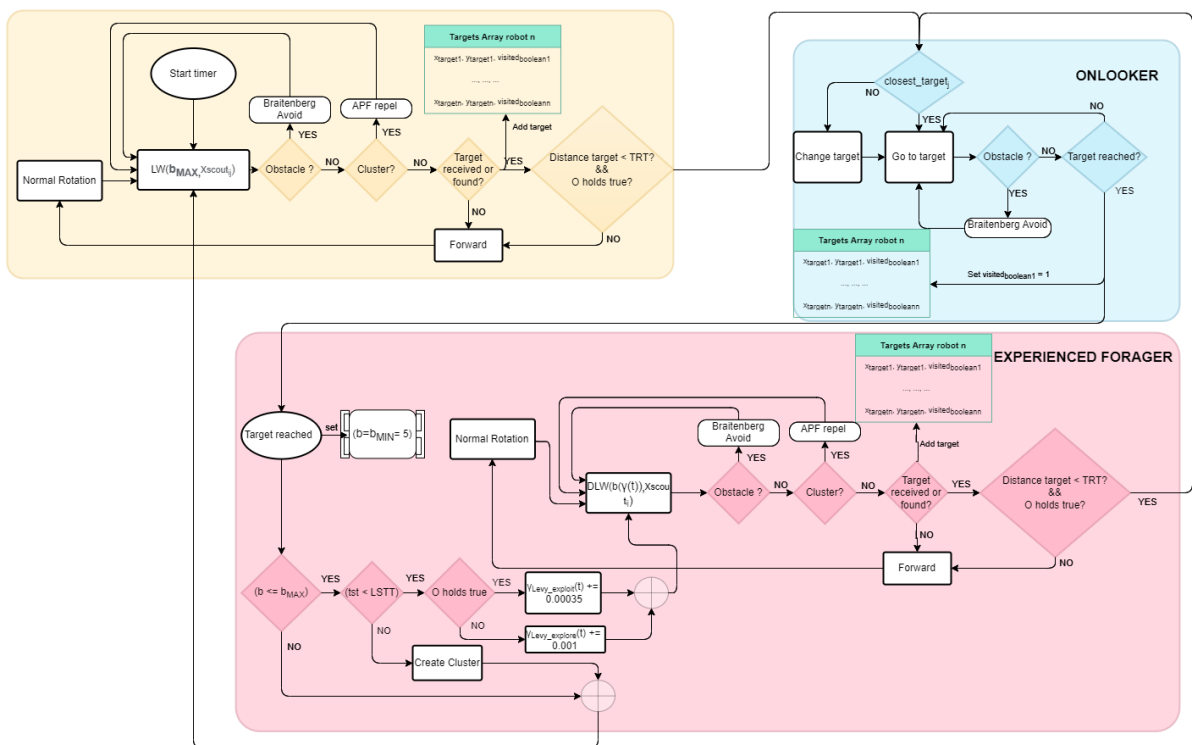 Start timer
Braitenberg
Avoid
APF repel
Targets Array robot n
xtarget1, ytarget1, visitedboolean1
..., ..., ...
xtargetn, ytargetn, visitedbooleann
YES
YES
Add target
Normal Rotation
LW(bMAX,Xscoutij)
Obstacle ?
NO
Cluster?
NO
Target
received or
found?
YES
Distance target < TRT?
&&
O holds true?
NO
NO
Forward
ONLOOKER
closest_targetj
NO
YES
NO
Change target
Go to target
Obstacle ?
NO
Target reached?
YES
YES
Braitenberg Avoid
Targets Array robot n
xtarget1, ytarget1, visitedboolean1
..., ..., ...
xtargetn, ytargetn, visitedbooleann
Set visitedboolean1 = 1
EXPERIENCED FORAGER
Targets Array robot n
xtarget1, ytarget1, visitedboolean1
..., ..., ...
xtargetn, ytargetn, visitedbooleann
Target reached
set
(b=bMIN= 5)
Normal Rotation
Braitenberg
Avoid
APF repel
YES
YES
Add target
DLW(b(γ(t)),Xscou
ti)
Obstacle ?
NO
Cluster?
NO
Target
received or
found?
YES
Distance target < TRT?
&&
O holds true?
YES
NO
NO
Forward
(b <= bMAX)
YES
(tst < LSTT)
YES
O holds true
YES
γLevy_exploit(t) +=
0.00035
NO
NO
NO
γLevy_explore(t) +=
0.001
Create Cluster